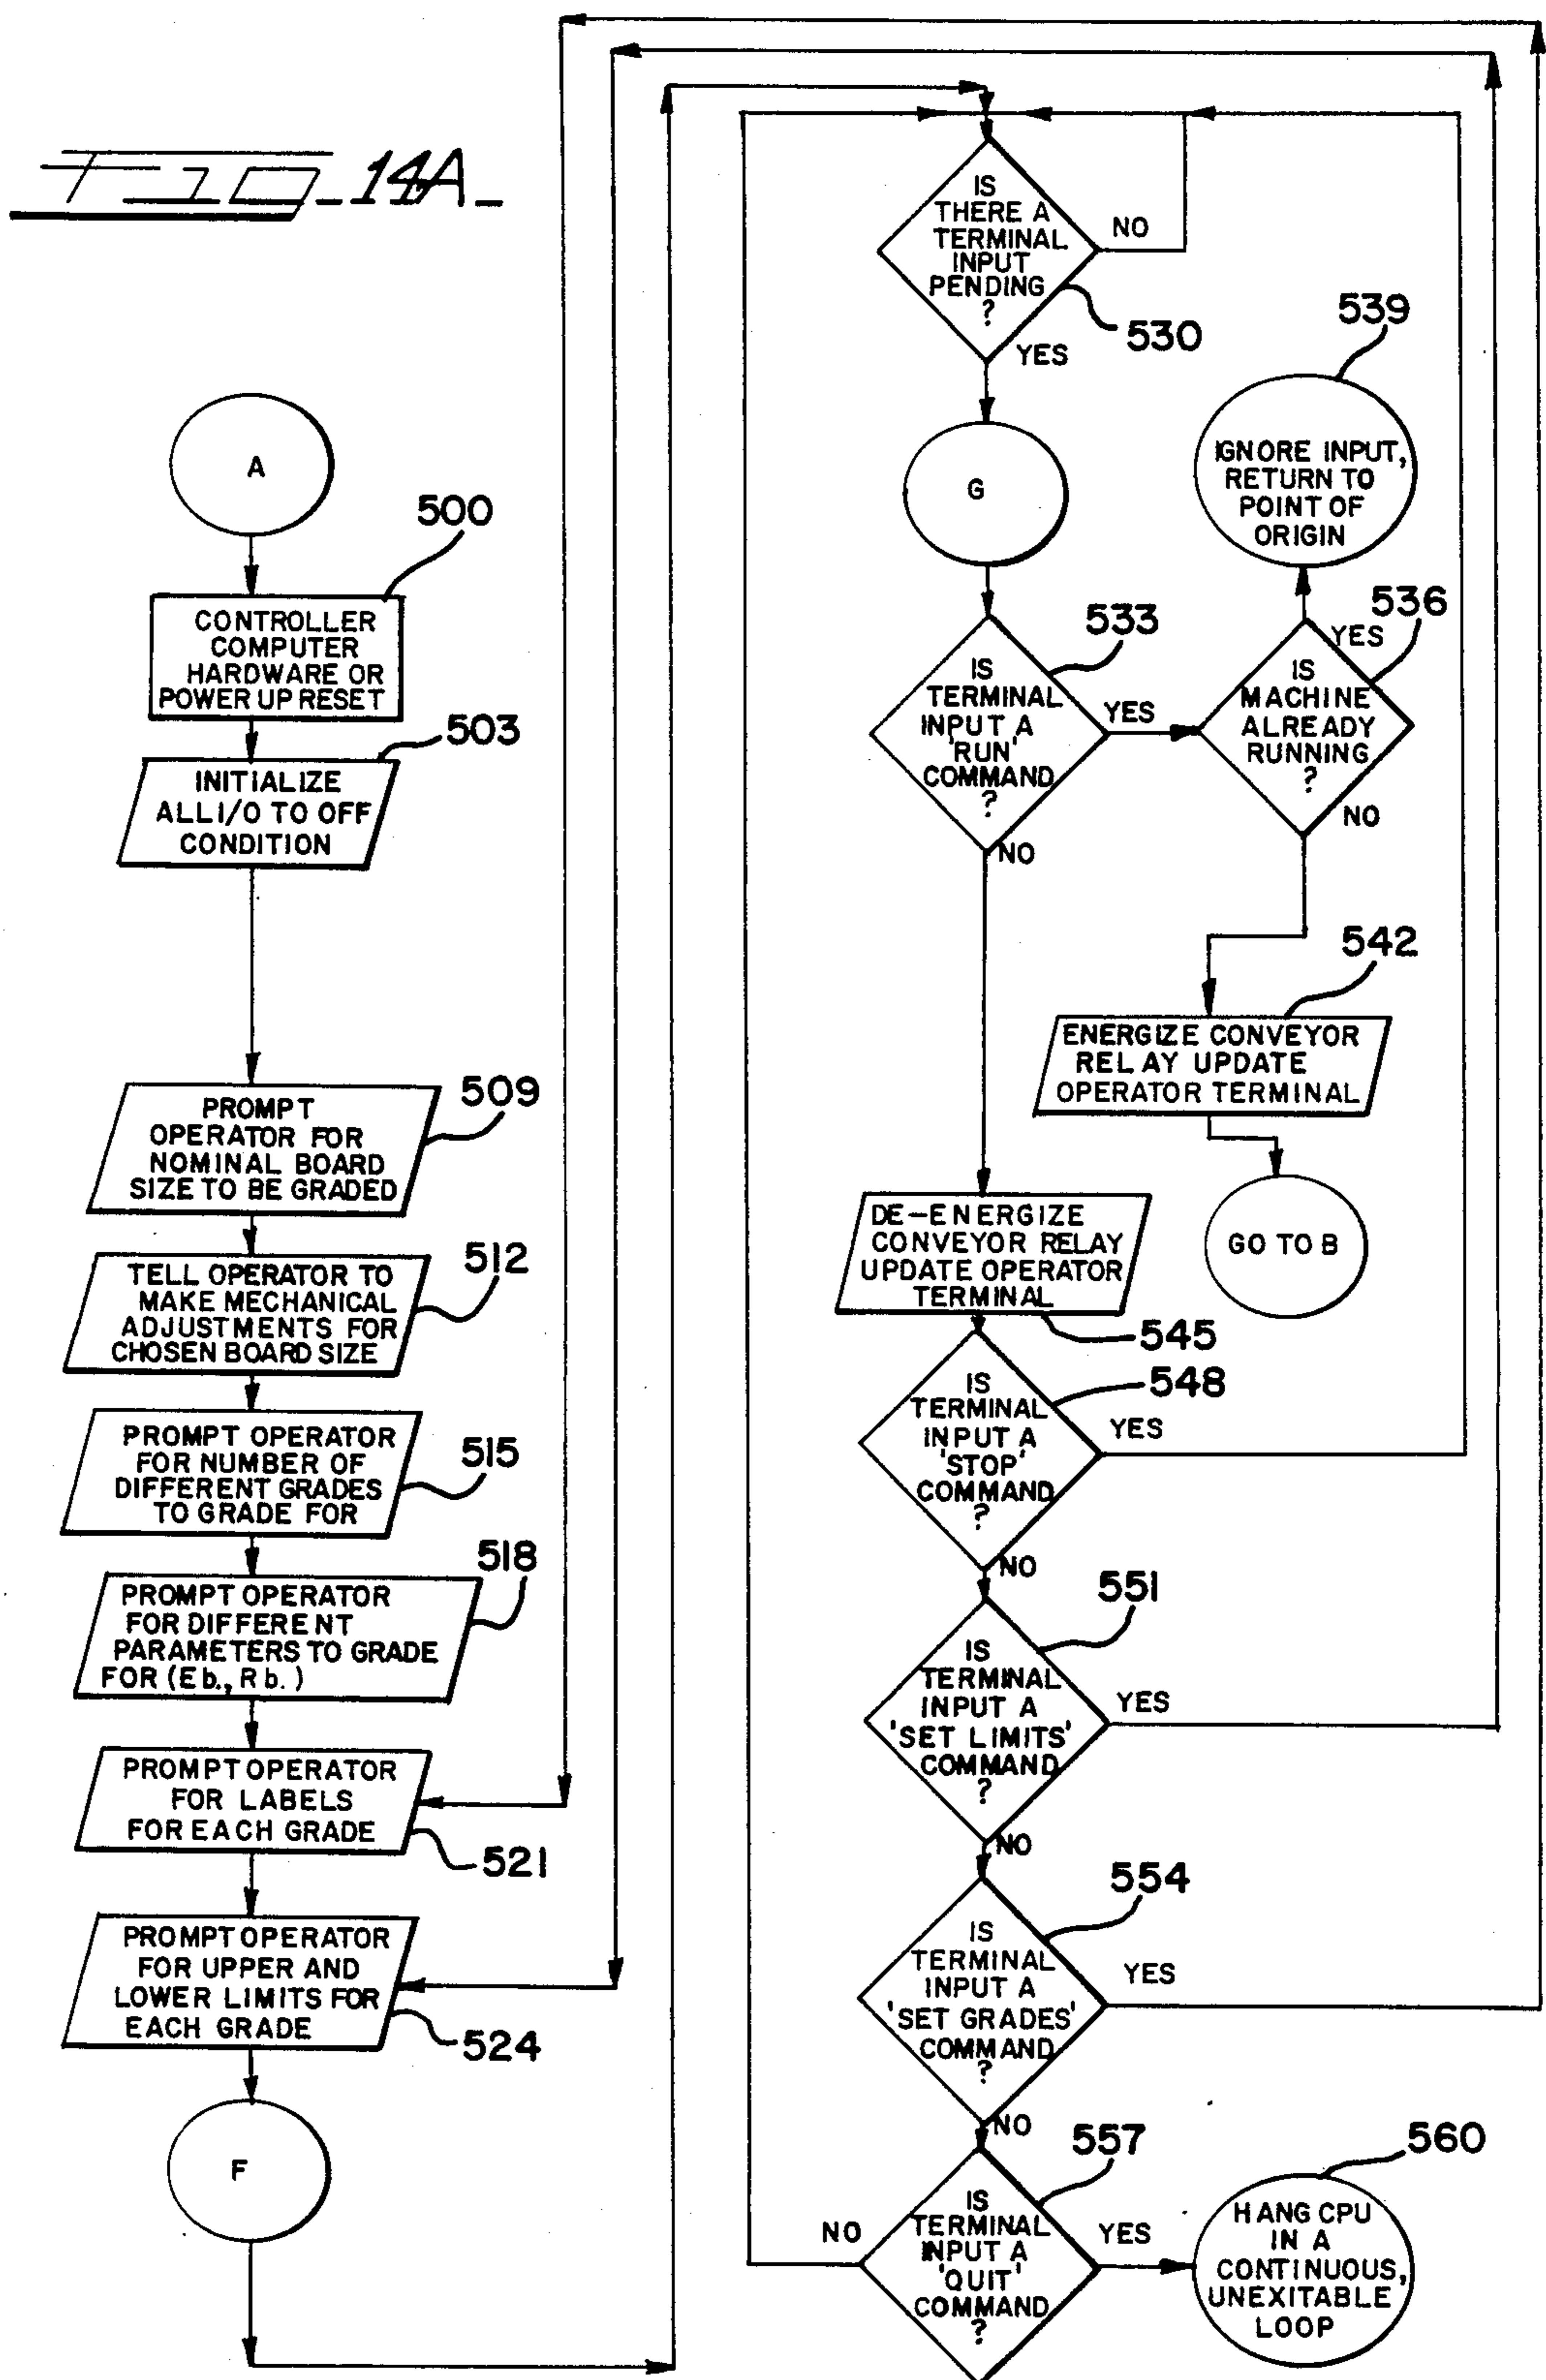 Fig_14A_
A
500
CONTROLLER
COMPUTER
HARDWARE OR
POWER UP RESET
503
INITIALIZE
ALL I/O TO OFF
CONDITION
PROMPT
OPERATOR FOR
NOMINAL BOARD
SIZE TO BE GRADED
509
TELL OPERATOR TO
MAKE MECHANICAL
ADJUSTMENTS FOR
CHOSEN BOARD SIZE
512
PROMPT OPERATOR
FOR NUMBER OF
DIFFERENT GRADES
TO GRADE FOR
515
PROMPT OPERATOR
FOR DIFFERENT
PARAMETERS TO GRADE
FOR (Eb., Rb.)
518
PROMPT OPERATOR
FOR LABELS
FOR EACH GRADE
521
PROMPT OPERATOR
FOR UPPER AND
LOWER LIMITS FOR
EACH GRADE
524
F
IS
THERE A
TERMINAL
INPUT
PENDING
?
NO
530
YES
G
IS
TERMINAL
INPUT A
'RUN'
COMMAND
?
533
YES
NO
539
IGNORE INPUT,
RETURN TO
POINT OF
ORIGIN
536
YES
IS
MACHINE
ALREADY
RUNNING
?
NO
542
ENERGIZE CONVEYOR
RELAY UPDATE
OPERATOR TERMINAL
GO TO B
DE-ENERGIZE
CONVEYOR RELAY
UPDATE OPERATOR
TERMINAL
545
IS
TERMINAL
INPUT A
'STOP'
COMMAND
?
548
YES
NO
IS
TERMINAL
INPUT A
'SET LIMITS'
COMMAND
?
551
YES
NO
IS
TERMINAL
INPUT A
'SET GRADES'
COMMAND
?
554
YES
NO
IS
TERMINAL
INPUT A
'QUIT'
COMMAND
?
557
NO
YES
560
HANG CPU
IN A
CONTINUOUS,
UNEXITABLE
LOOP